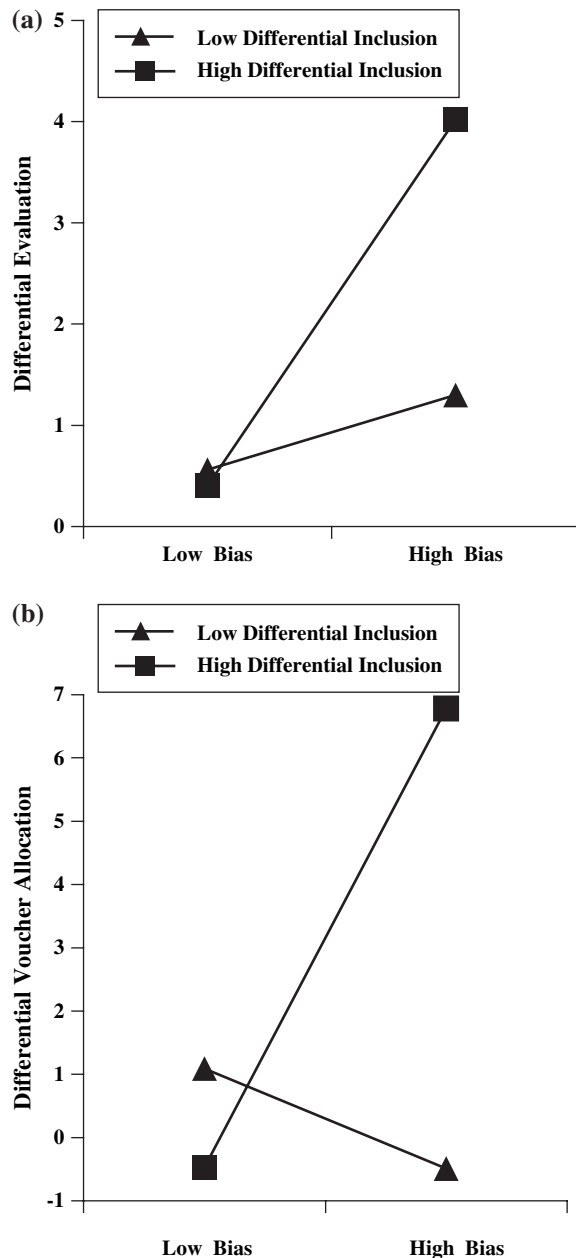 (a)
Low Differential Inclusion
High Differential Inclusion
Differential Evaluation
5
4
3
2
1
0
Low Bias
High Bias
(b)
Low Differential Inclusion
High Differential Inclusion
Differential Voucher Allocation
7
6
5
4
3
2
1
0
-1
Low Bias
High Bias